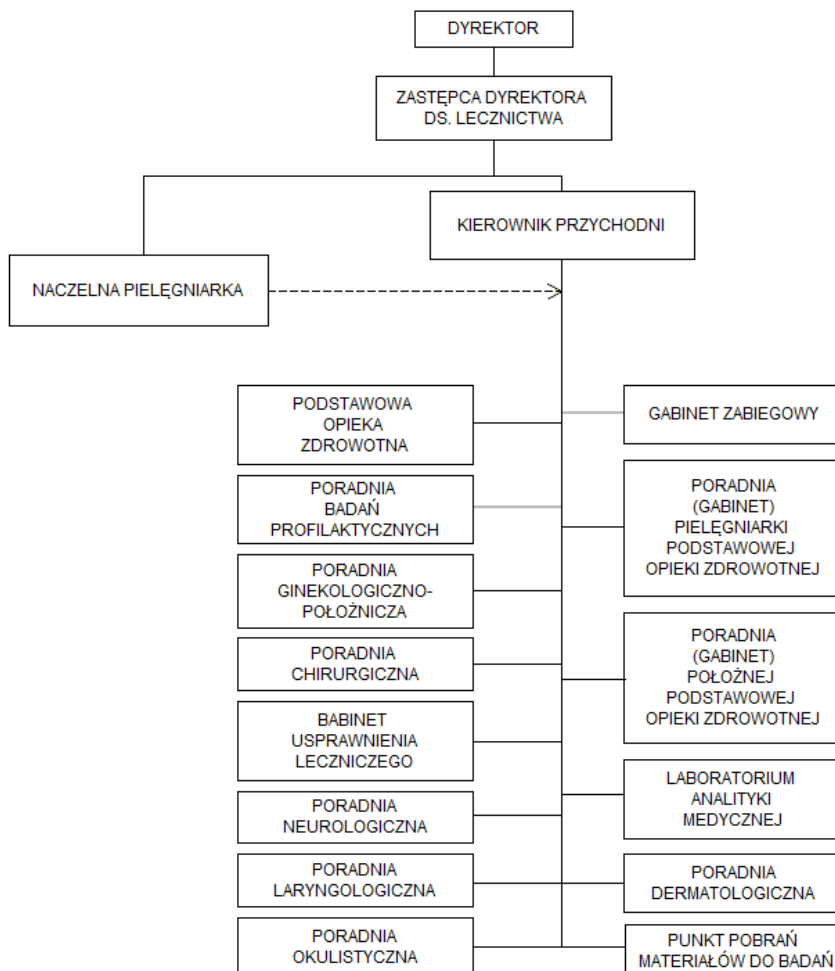 DYREKTOR
ZASTĘPCA DYREKTORA
DS. LECZNICTWA
KIEROWNIK PRZYCHODNI
NACZELNA PIELĘGNIARKA
PODSTAWOWA
OPIEKA
ZDROWOTNA
PORADNIA
BADAŃ
PROFILAKTYCZNYCH
PORADNIA
GINEKOLOGICZNO-
POŁOŻNICZA
PORADNIA
CHIRURGICZNA
BABINET
USPRAWNIENIA
LECZNICZEGO
PORADNIA
NEUROLOGICZNA
PORADNIA
LARYNGOLOGICZNA
PORADNIA
OKULISTYCZNA
GABINET ZABIEGOWY
PORADNIA
(GABINET)
PIELĘGNIARKI
PODSTAWOWEJ
OPIEKI ZDROWOTNEJ
PORADNIA
(GABINET)
POŁOŻNEJ
PODSTAWOWEJ
OPIEKI ZDROWOTNEJ
LABORATORIUM
ANALITYKI
MEDYCZNEJ
PORADNIA
DERMATOLOGICZNA
PUNKT POBRAŃ
MATERIAŁÓW DO BADAŃ